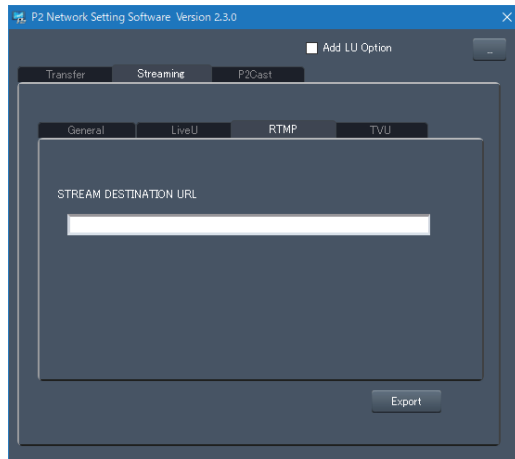 P2 Network Setting Software Version 2.3.0
Add LU Option
Transfer Streaming P2Cast
General LiveU RTMP TVU
STREAM DESTINATION URL
Export